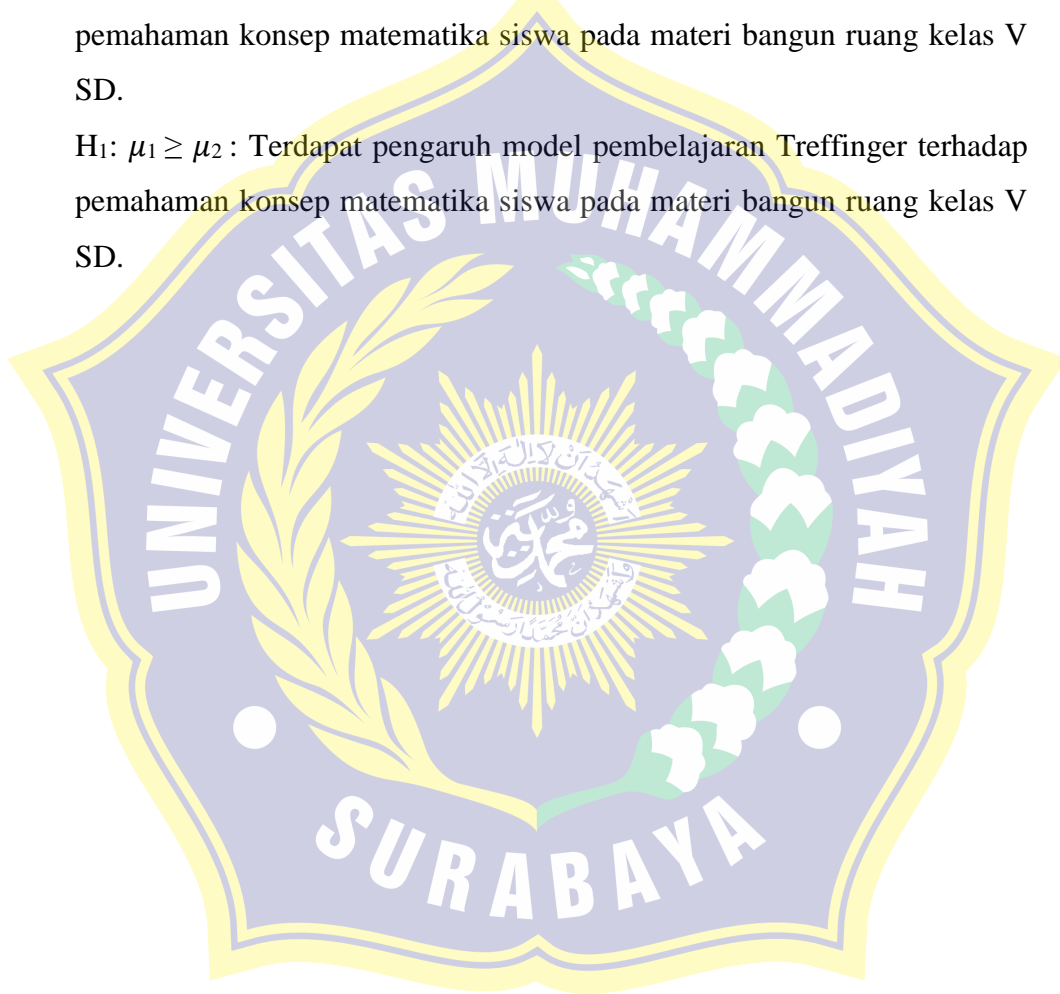 pemahaman konsep matematika siswa pada materi bangun ruang kelas V
SD.
H₁: μ₁ ≥ μ₂ : Terdapat pengaruh model pembelajaran Treffinger terhadap
pemahaman konsep matematika siswa pada materi bangun ruang kelas V
SD.
UNIVERSITAS MUHAMMADIYAH
SURABAYA